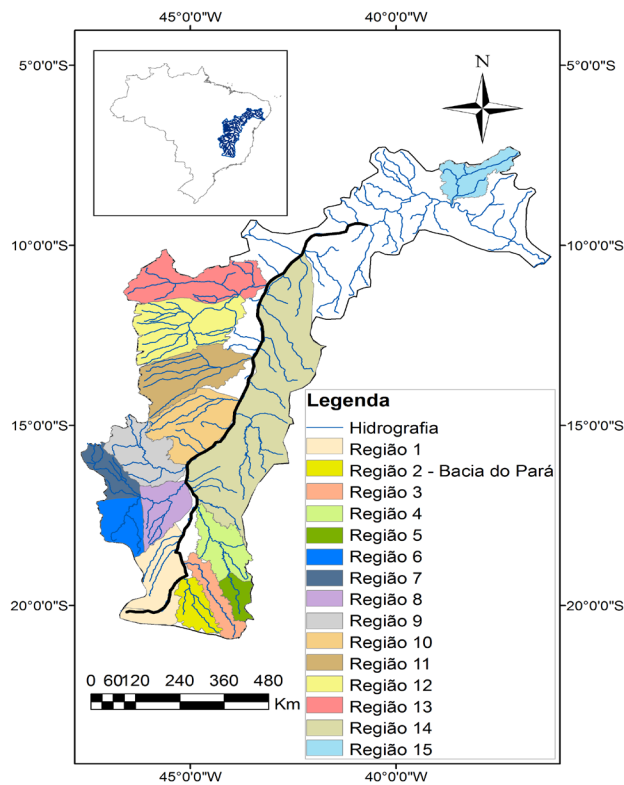 45°0'0"W 40°0'0"W
5°0'0"S 5°0'0"S
N
10°0'0"S 10°0'0"S
15°0'0"S 15°0'0"S
20°0'0"S 20°0'0"S
Legenda
Hidrografia
Região 1
Região 2 - Bacia do Pará
Região 3
Região 4
Região 5
Região 6
Região 7
Região 8
Região 9
Região 10
Região 11
Região 12
Região 13
Região 14
Região 15
0 60120 240 360 480
Km
45°0'0"W 40°0'0"W